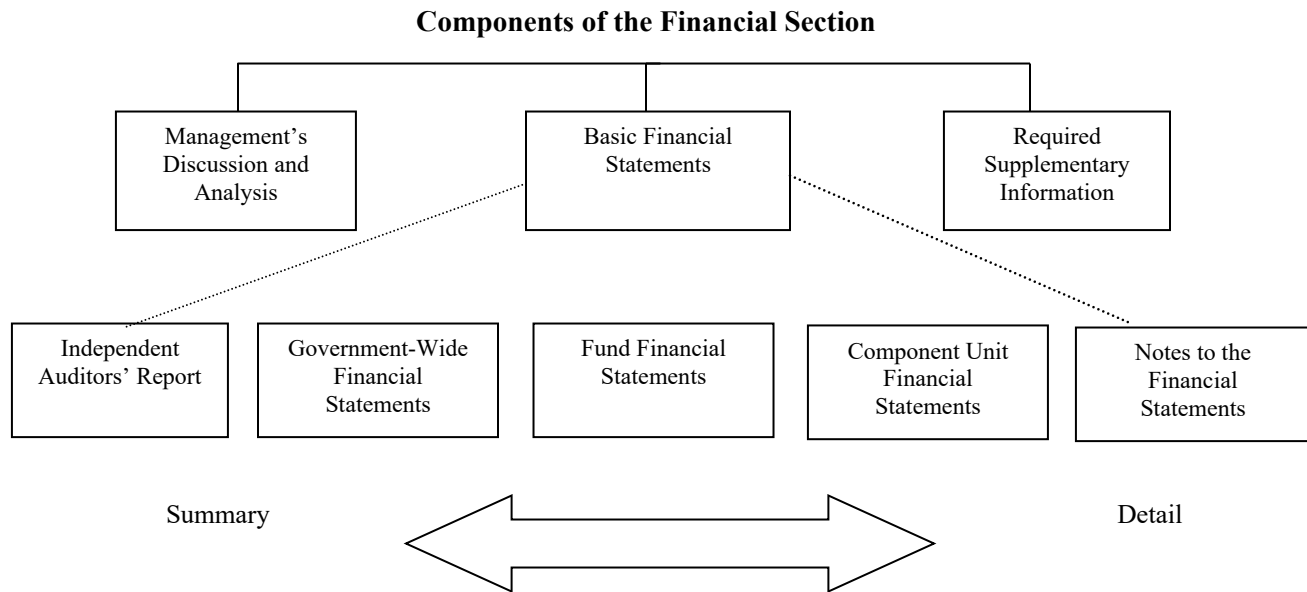 Components of the Financial Section
Management’s
Discussion and
Analysis
Basic Financial
Statements
Required
Supplementary
Information
Independent
Auditors’ Report
Government-Wide
Financial
Statements
Fund Financial
Statements
Component Unit
Financial
Statements
Notes to the
Financial
Statements
Summary
Detail